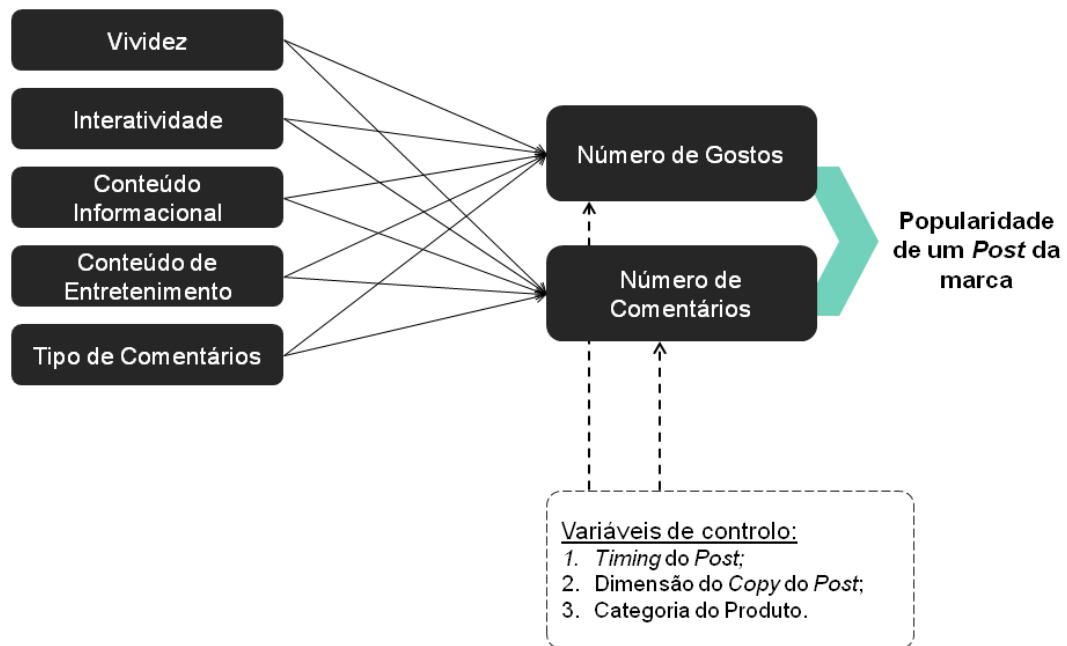 Vividez
Interatividade
Conteúdo
Informacional
Conteúdo de
Entretenimento
Tipo de Comentários
Número de Gostos
Número de
Comentários
Popularidade
de um Post da
marca
Variáveis de controlo:
1. Timing do Post;
2. Dimensão do Copy do Post;
3. Categoria do Produto.